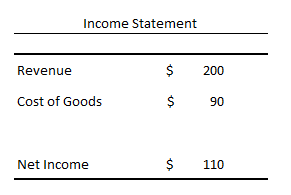 Income Statement
Revenue $ 200
Cost of Goods $ 90
Net Income $ 110